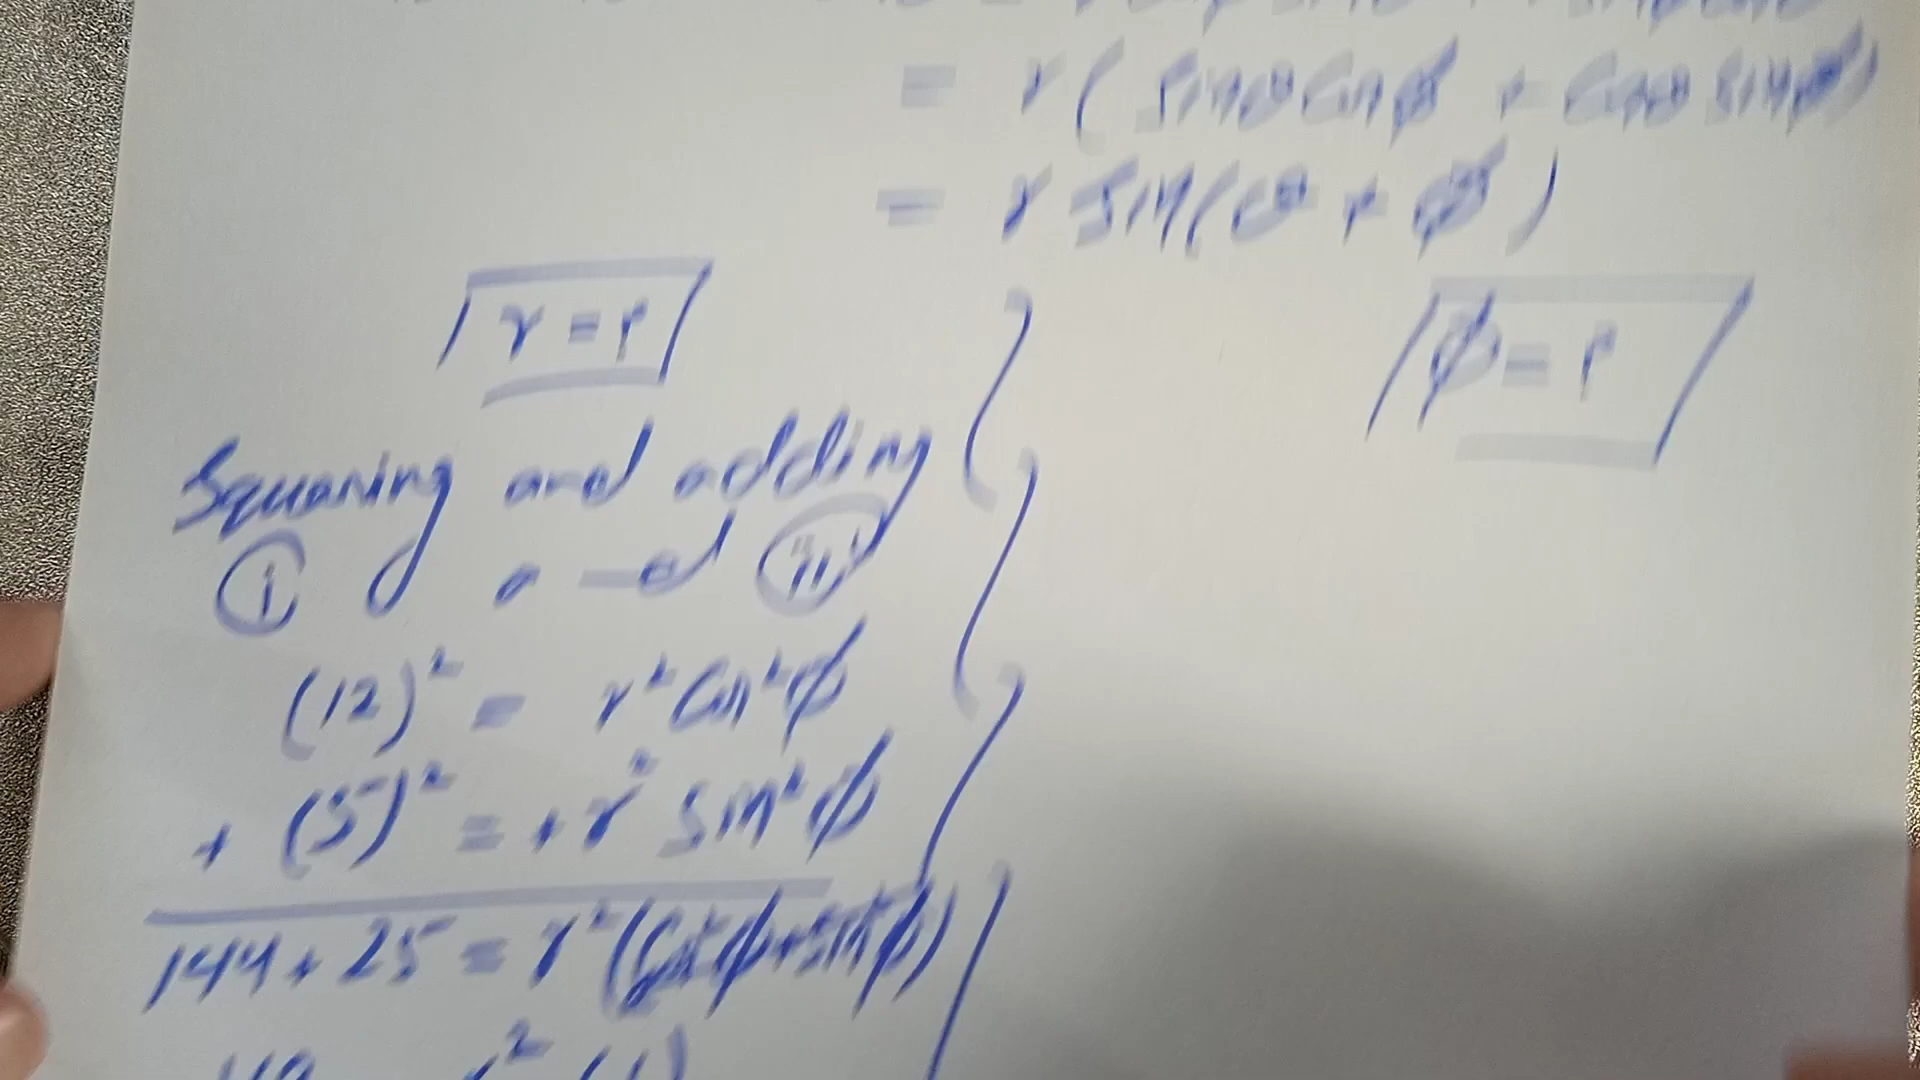 = r ( Sinθ Cosϕ + Cosθ Sinϕ )
= r Sin(θ + ϕ)
r = ?
ϕ = ?
Squaring and adding
i and ii
(12)² = r² Cos²ϕ
+ (5)² = + r² Sin²ϕ
144 + 25 = r² (Cos²ϕ + Sin²ϕ)